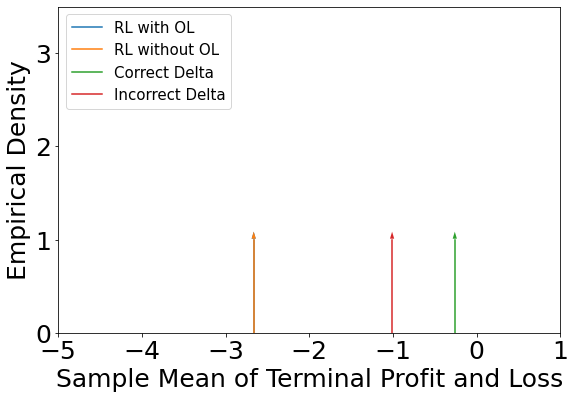 RL with OL
RL without OL
Correct Delta
Incorrect Delta
Empirical Density
3
2
1
0
−5 −4 −3 −2 −1 0 1
Sample Mean of Terminal Profit and Loss